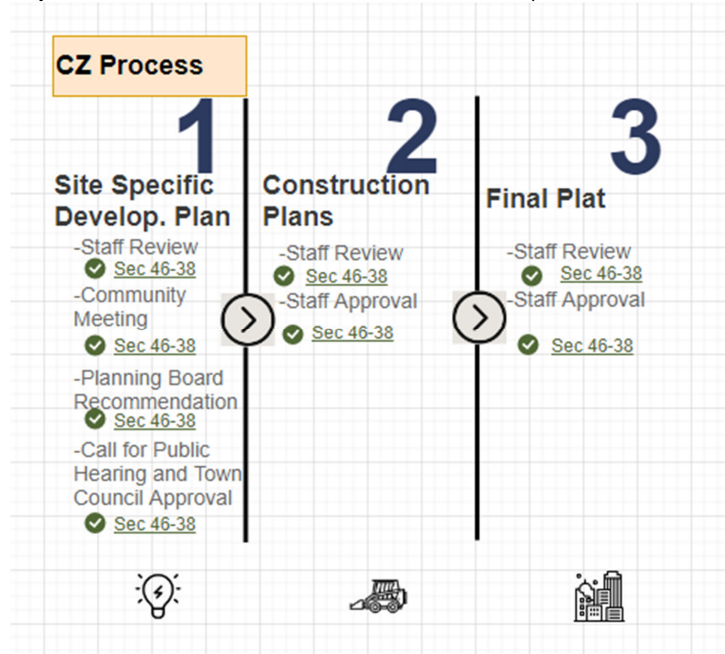 CZ Process
1
Site Specific
Develop. Plan
-Staff Review
Sec 46-38
-Community
Meeting
Sec 46-38
-Planning Board
Recommendation
Sec 46-38
-Call for Public
Hearing and Town
Council Approval
Sec 46-38
2
Construction
Plans
-Staff Review
Sec 46-38
-Staff Approval
Sec 46-38
3
Final Plat
-Staff Review
Sec 46-38
-Staff Approval
Sec 46-38